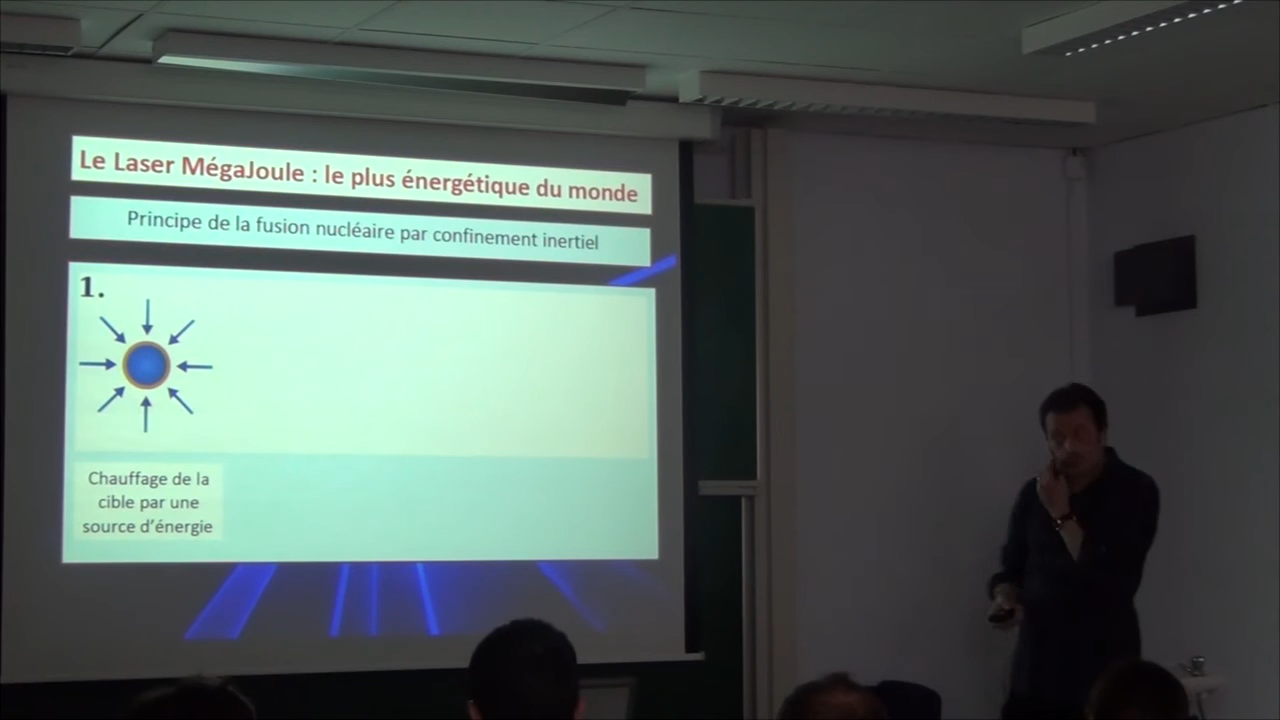 Le Laser MégaJoule : le plus énergétique du monde
Principe de la fusion nucléaire par confinement inertiel
1.
Chauffage de la
cible par une
source d'énergie